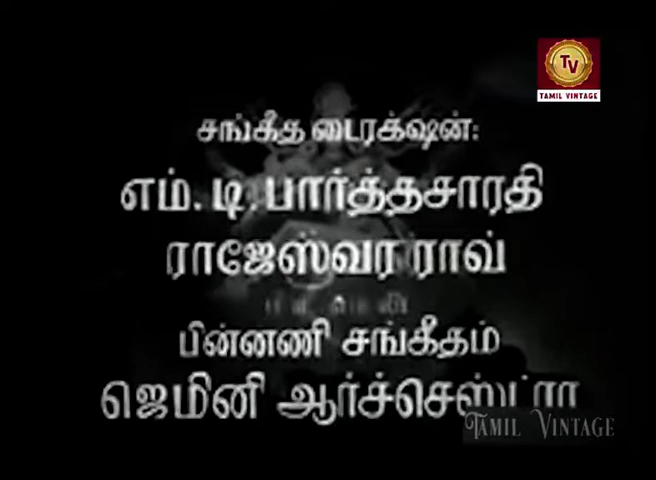 TV
TAMIL VINTAGE
சங்கீத டைரக்‌ஷன்:
எம். டி. பார்த்தசாரதி
ராஜேஸ்வர ராவ்
பின்னணி சங்கீதம்
ஜெமினி ஆர்ச்செஸ்ட்ரா
TAMIL VINTAGE